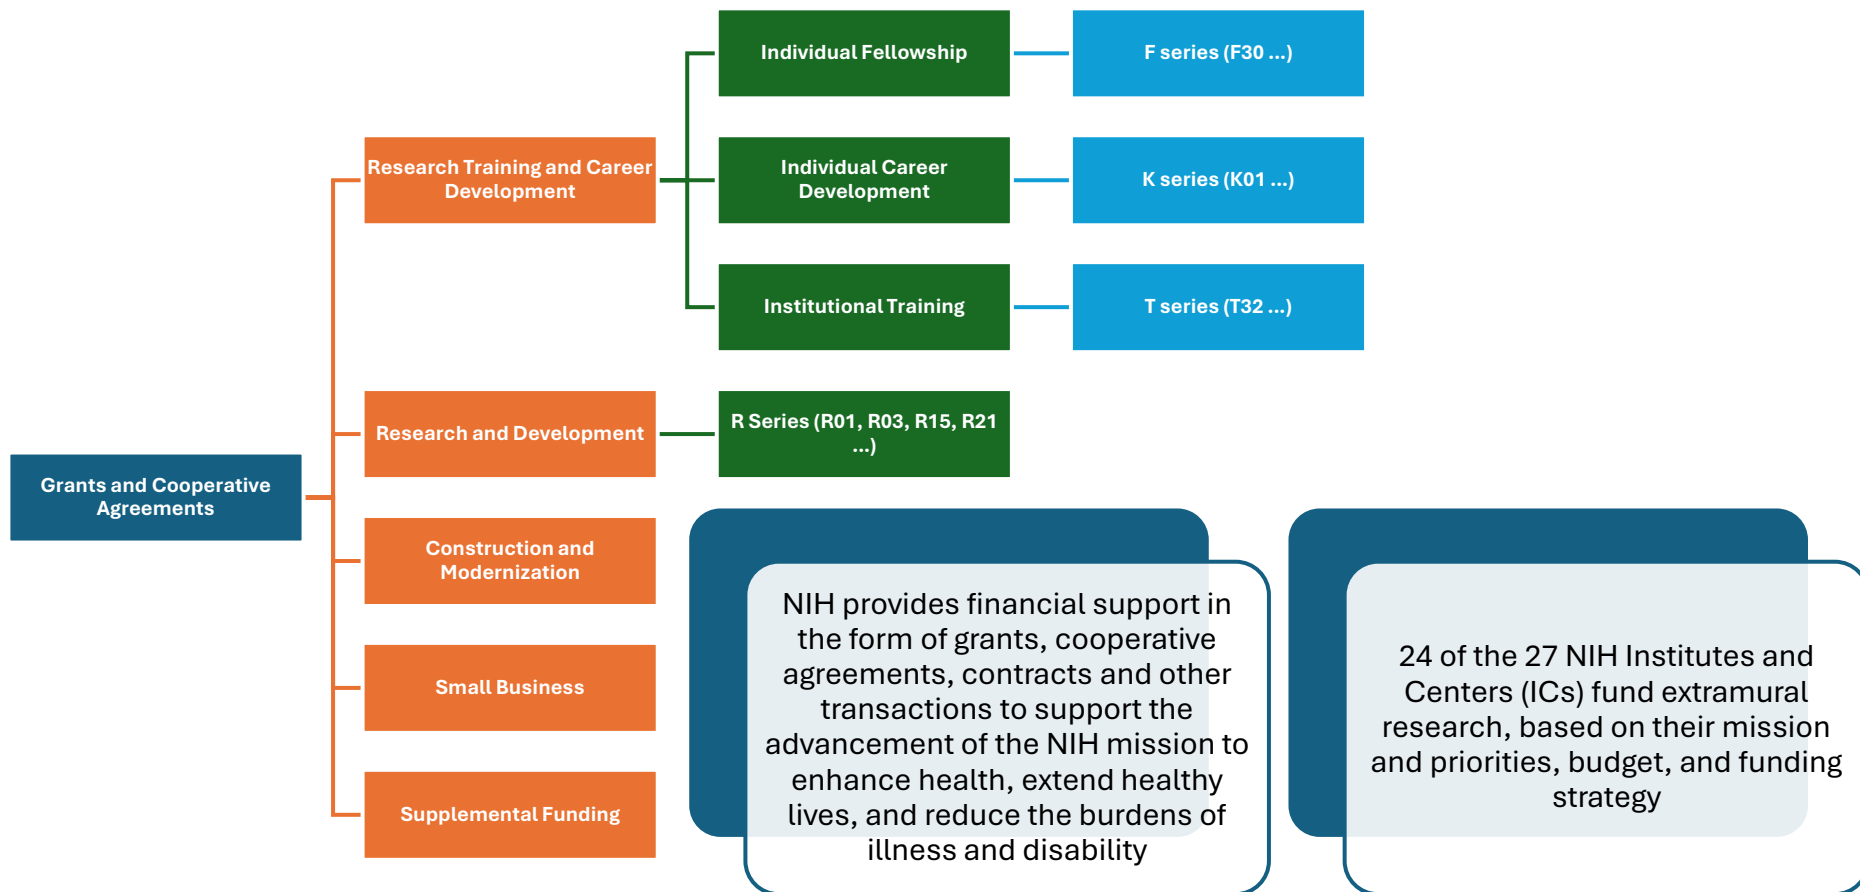 Grants and Cooperative
Agreements
Research Training and Career
Development
Individual Fellowship
F series (F30 ...)
Individual Career
Development
K series (K01 ...)
Institutional Training
T series (T32 ...)
Research and Development
R Series (R01, R03, R15, R21
...)
Construction and
Modernization
Small Business
Supplemental Funding
NIH provides financial support in
the form of grants, cooperative
agreements, contracts and other
transactions to support the
advancement of the NIH mission to
enhance health, extend healthy
lives, and reduce the burdens of
illness and disability
24 of the 27 NIH Institutes and
Centers (ICs) fund extramural
research, based on their mission
and priorities, budget, and funding
strategy